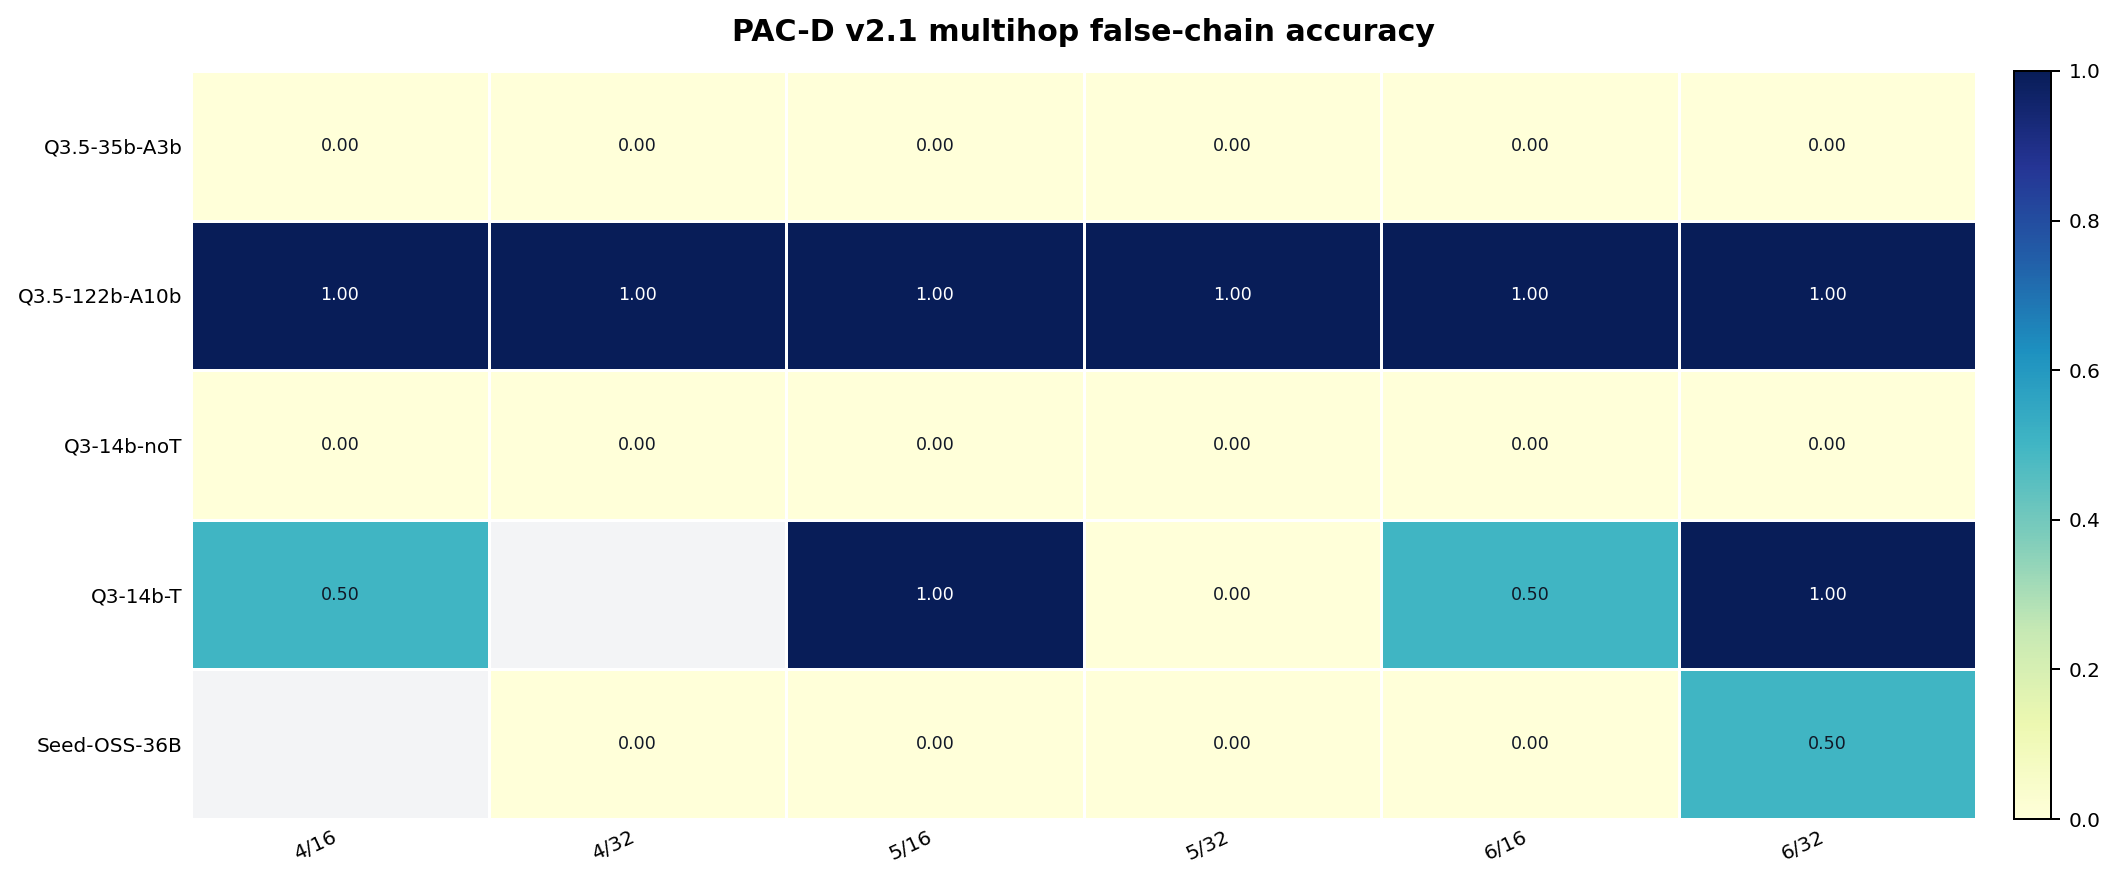 PAC-D v2.1 multihop false-chain accuracy
1.0
Q3.5-35b-A3b 0.00 0.00 0.00 0.00 0.00 0.00
0.8
Q3.5-122b-A10b 1.00 1.00 1.00 1.00 1.00 1.00
0.6
Q3-14b-noT 0.00 0.00 0.00 0.00 0.00 0.00
0.4
Q3-14b-T 0.50 1.00 0.00 0.50 1.00
0.2
Seed-OSS-36B 0.00 0.00 0.00 0.00 0.50
0.0
4/16 4/32 5/16 5/32 6/16 6/32